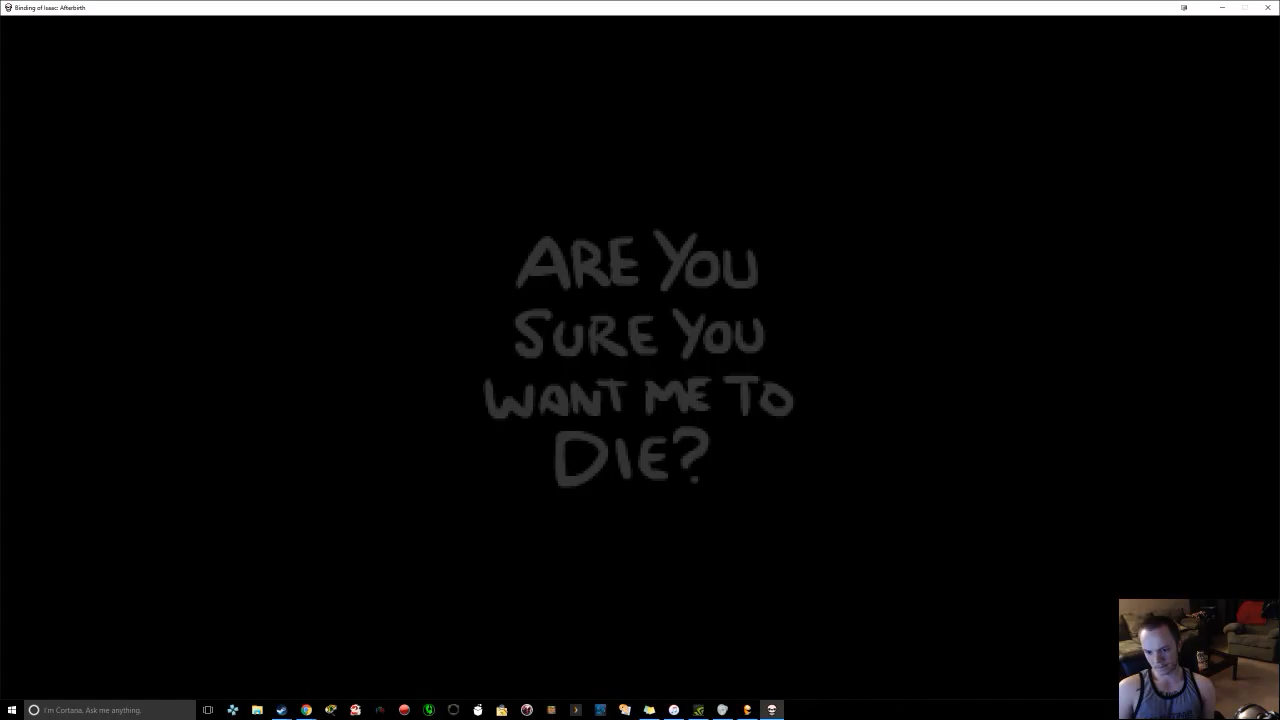 Binding of Isaac: Afterbirth
ARE YOU
SURE YOU
WANT ME TO
DIE?
I'm Cortana. Ask me anything.